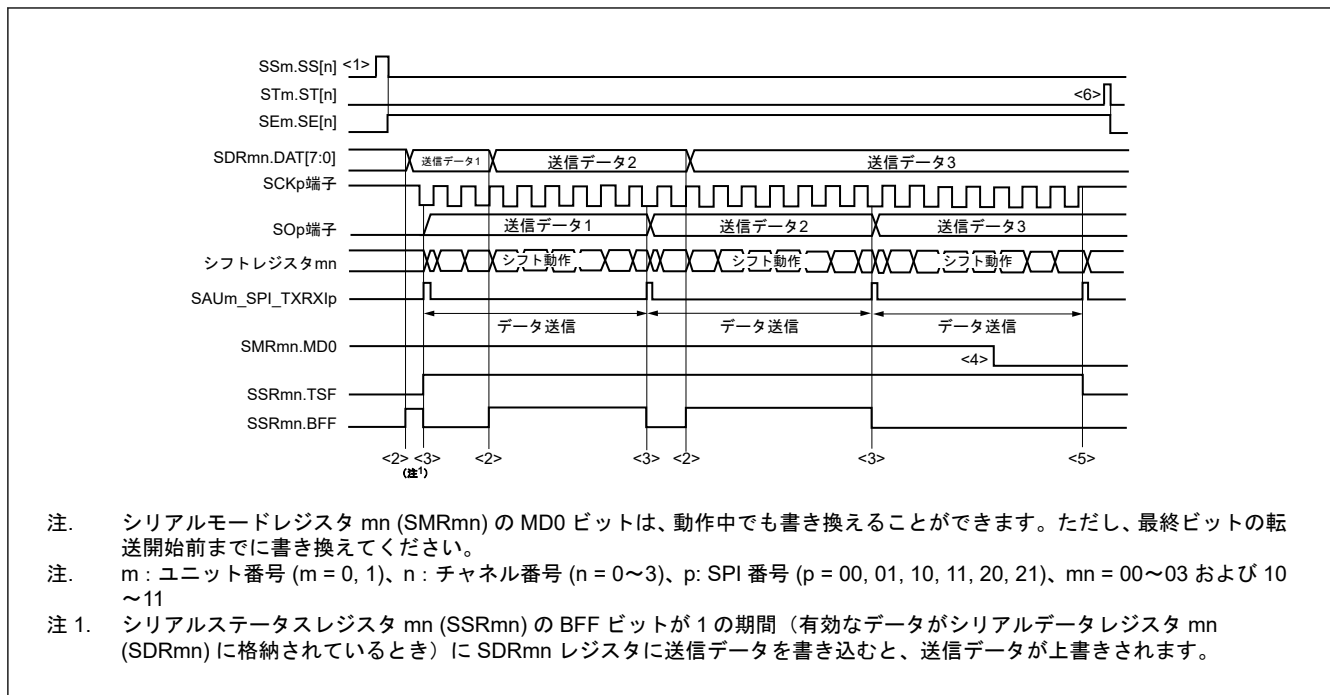 SSm.SS[n] <1>
STm.ST[n] <6>
SEm.SE[n]
SDRmn.DAT[7:0] 送信データ1 送信データ2 送信データ3
SCKp端子
SOp端子 送信データ1 送信データ2 送信データ3
シフトレジスタmn シフト動作 シフト動作 シフト動作
SAUm_SPI_TXRXIp
データ送信 データ送信 データ送信
SMRmn.MD0
<4>
SSRmn.TSF
SSRmn.BFF
<2> <3> <2> <3> <2> <3> <5>
(注1)
注. シリアルモードレジスタ mn (SMRmn) の MD0 ビットは、動作中でも書き換えることができます。ただし、最終ビットの転
送開始前までに書き換えてください。
注. m : ユニット番号 (m = 0, 1)、n : チャネル番号 (n = 0～3)、p: SPI 番号 (p = 00, 01, 10, 11, 20, 21)、mn = 00～03 および 10
～11
注 1. シリアルステータスレジスタ mn (SSRmn) の BFF ビットが 1 の期間（有効なデータがシリアルデータレジスタ mn
(SDRmn) に格納されているとき）に SDRmn レジスタに送信データを書き込むと、送信データが上書きされます。